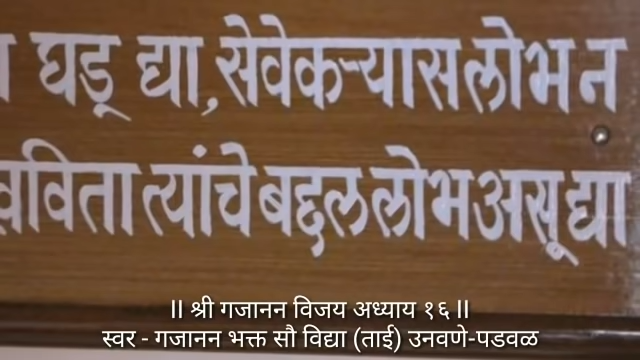 घडू द्या, सेवेकऱ्यास लोभ न
त्यांचे बद्दल लोभ असू द्या
॥ श्री गजानन विजय अध्याय १६ ॥
स्वर - गजानन भक्त सौ विद्या (ताई) उनवणे-पडवळ